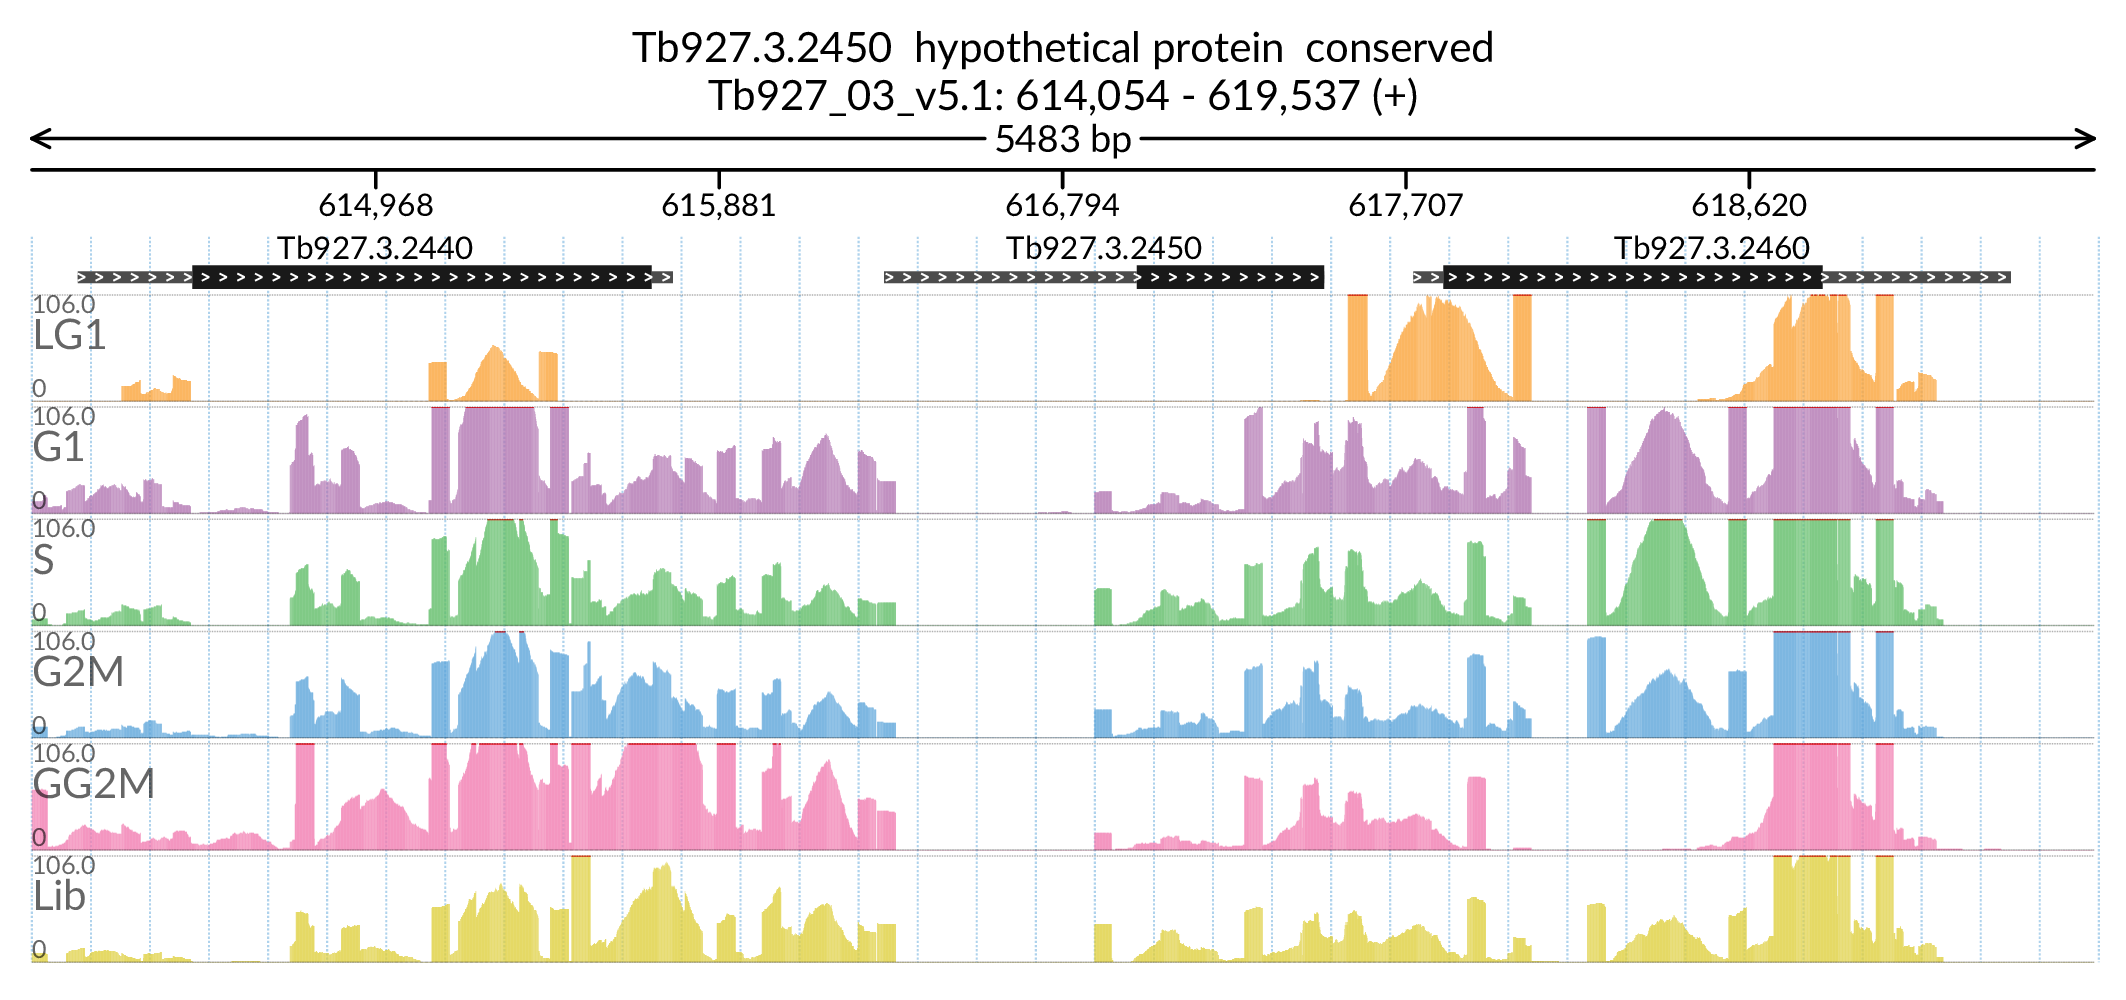 Tb927.3.2450 hypothetical protein conserved
Tb927_03_v5.1: 614,054 - 619,537 (+)
5483 bp
614,968 615,881 616,794 617,707 618,620
Tb927.3.2440 Tb927.3.2450 Tb927.3.2460
106.0
LG1
0
106.0
G1
0
106.0
S
0
106.0
G2M
0
106.0
GG2M
0
106.0
Lib
0